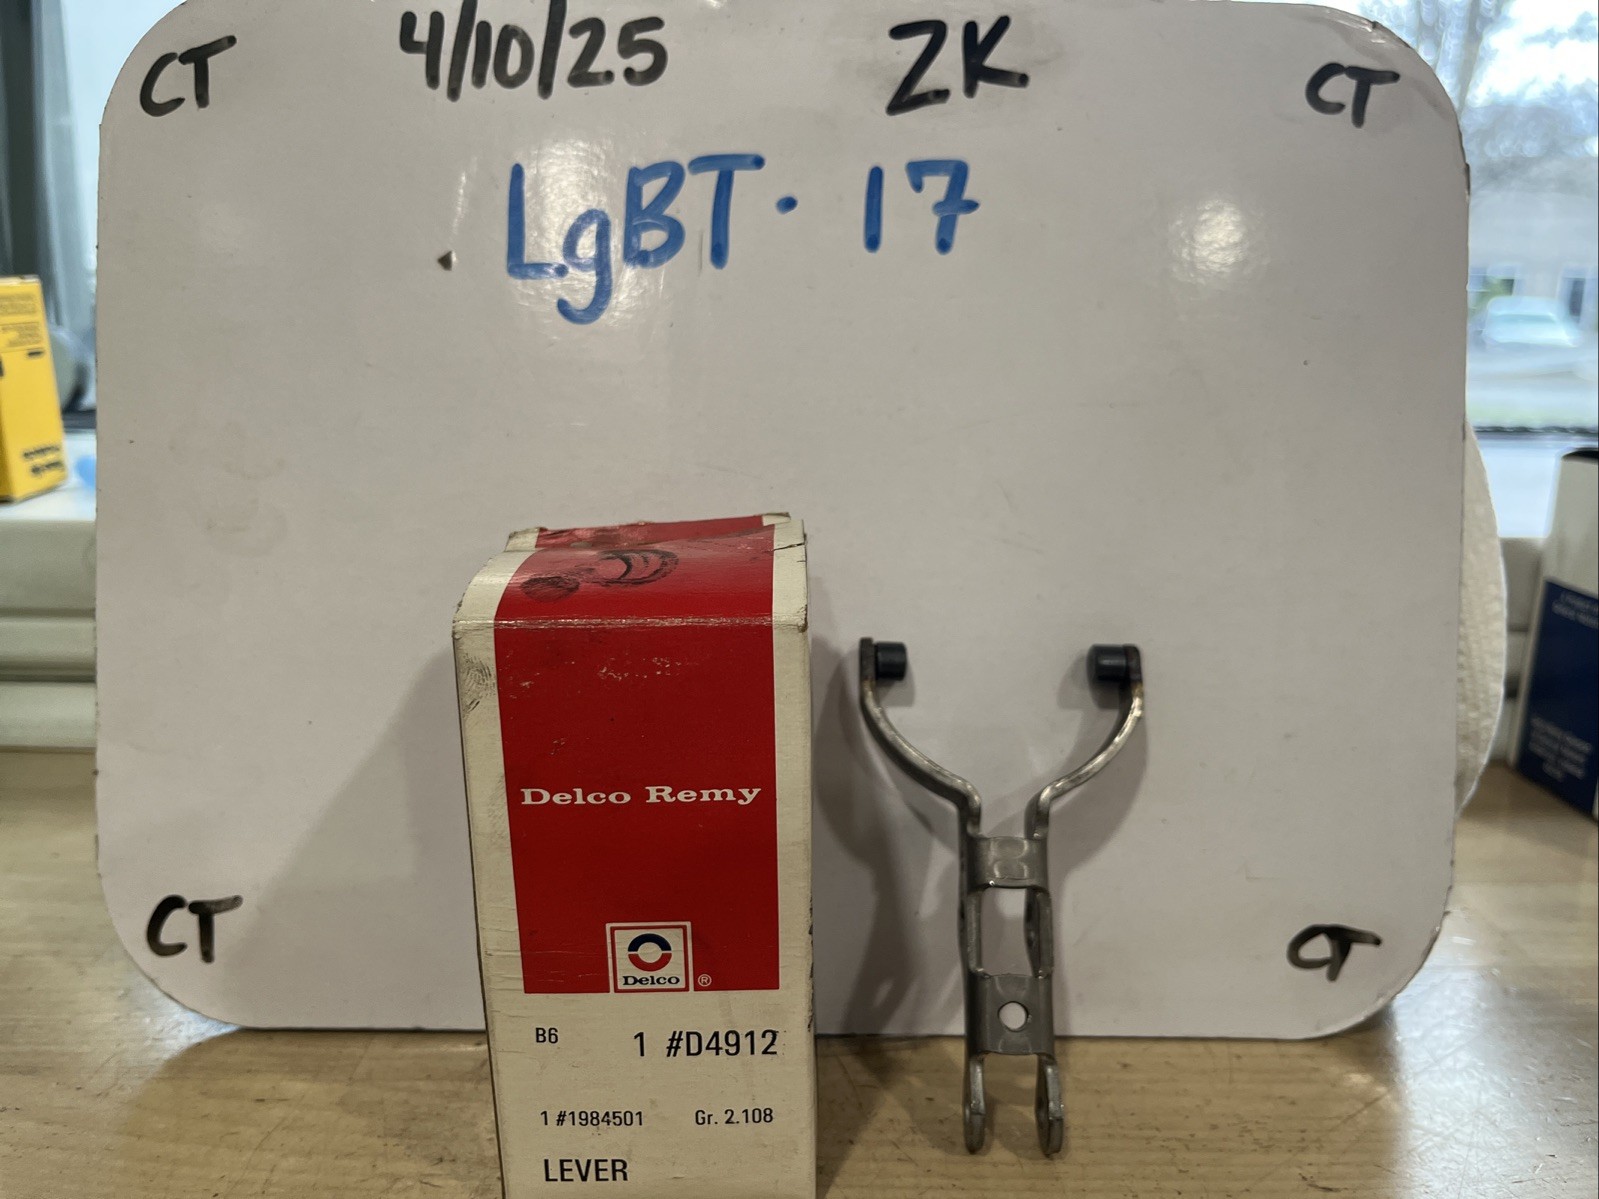 CT 4/10/25 ZK CT
LgBT· 17
Delco Remy
Delco ®
B6 1 #D4912
1 #1984501 Gr. 2.108
LEVER
CT CT